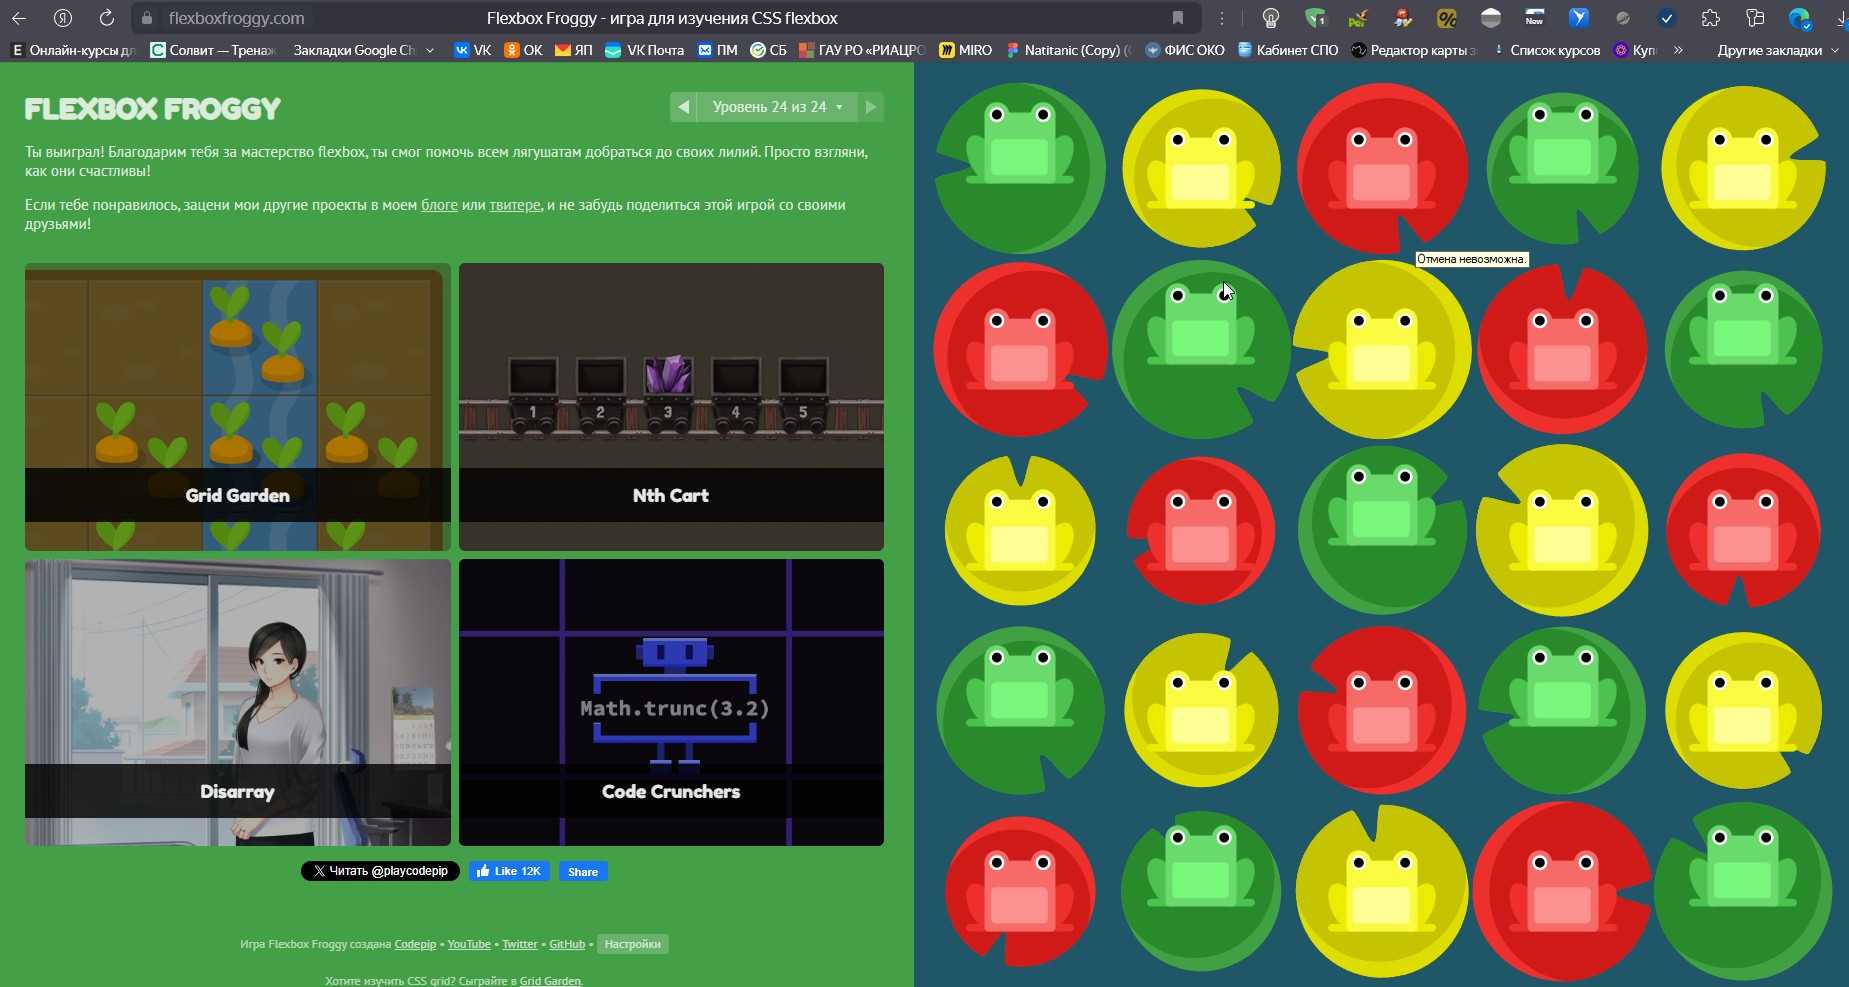 flexboxfroggy.com
Flexbox Froggy - игра для изучения CSS flexbox
1
New
Онлайн-курсы дл
Солвит — Тренаж
Закладки Google Ch
VK
ОК
ЯП
VK Почта
ПМ
СБ
ГАУ РО «РИАЦРО
MIRO
Natitanic (Copy) (
ФИС ОКО
Кабинет СПО
Редактор карты з
Список курсов
Купи
»
Другие закладки
FLEXBOX FROGGY
Уровень 24 из 24
Ты выиграл! Благодарим тебя за мастерство flexbox, ты смог помочь всем лягушатам добраться до своих лилий. Просто взгляни,
как они счастливы!
Если тебе понравилось, зацени мои другие проекты в моем блоге или твитере, и не забудь поделиться этой игрой со своими
друзьями!
Отмена невозможна.
1 2 3 4 5
Grid Garden
Nth Cart
Math.trunc(3.2)
Disarray
Code Crunchers
Читать @playcodepip
Like 12K
Share
Игра Flexbox Froggy создана Codepip • YouTube • Twitter • GitHub • Настройки
Хотите изучить CSS grid? Сыграйте в Grid Garden.